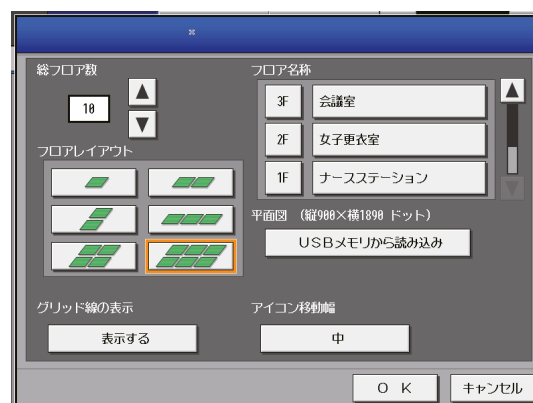 総フロア数
10
フロア名称
3F 会議室
2F 女子更衣室
1F ナースステーション
フロアレイアウト
平面図 (縦900×横1890 ドット)
USBメモリから読み込み
グリッド線の表示
表示する
アイコン移動幅
中
OK
キャンセル